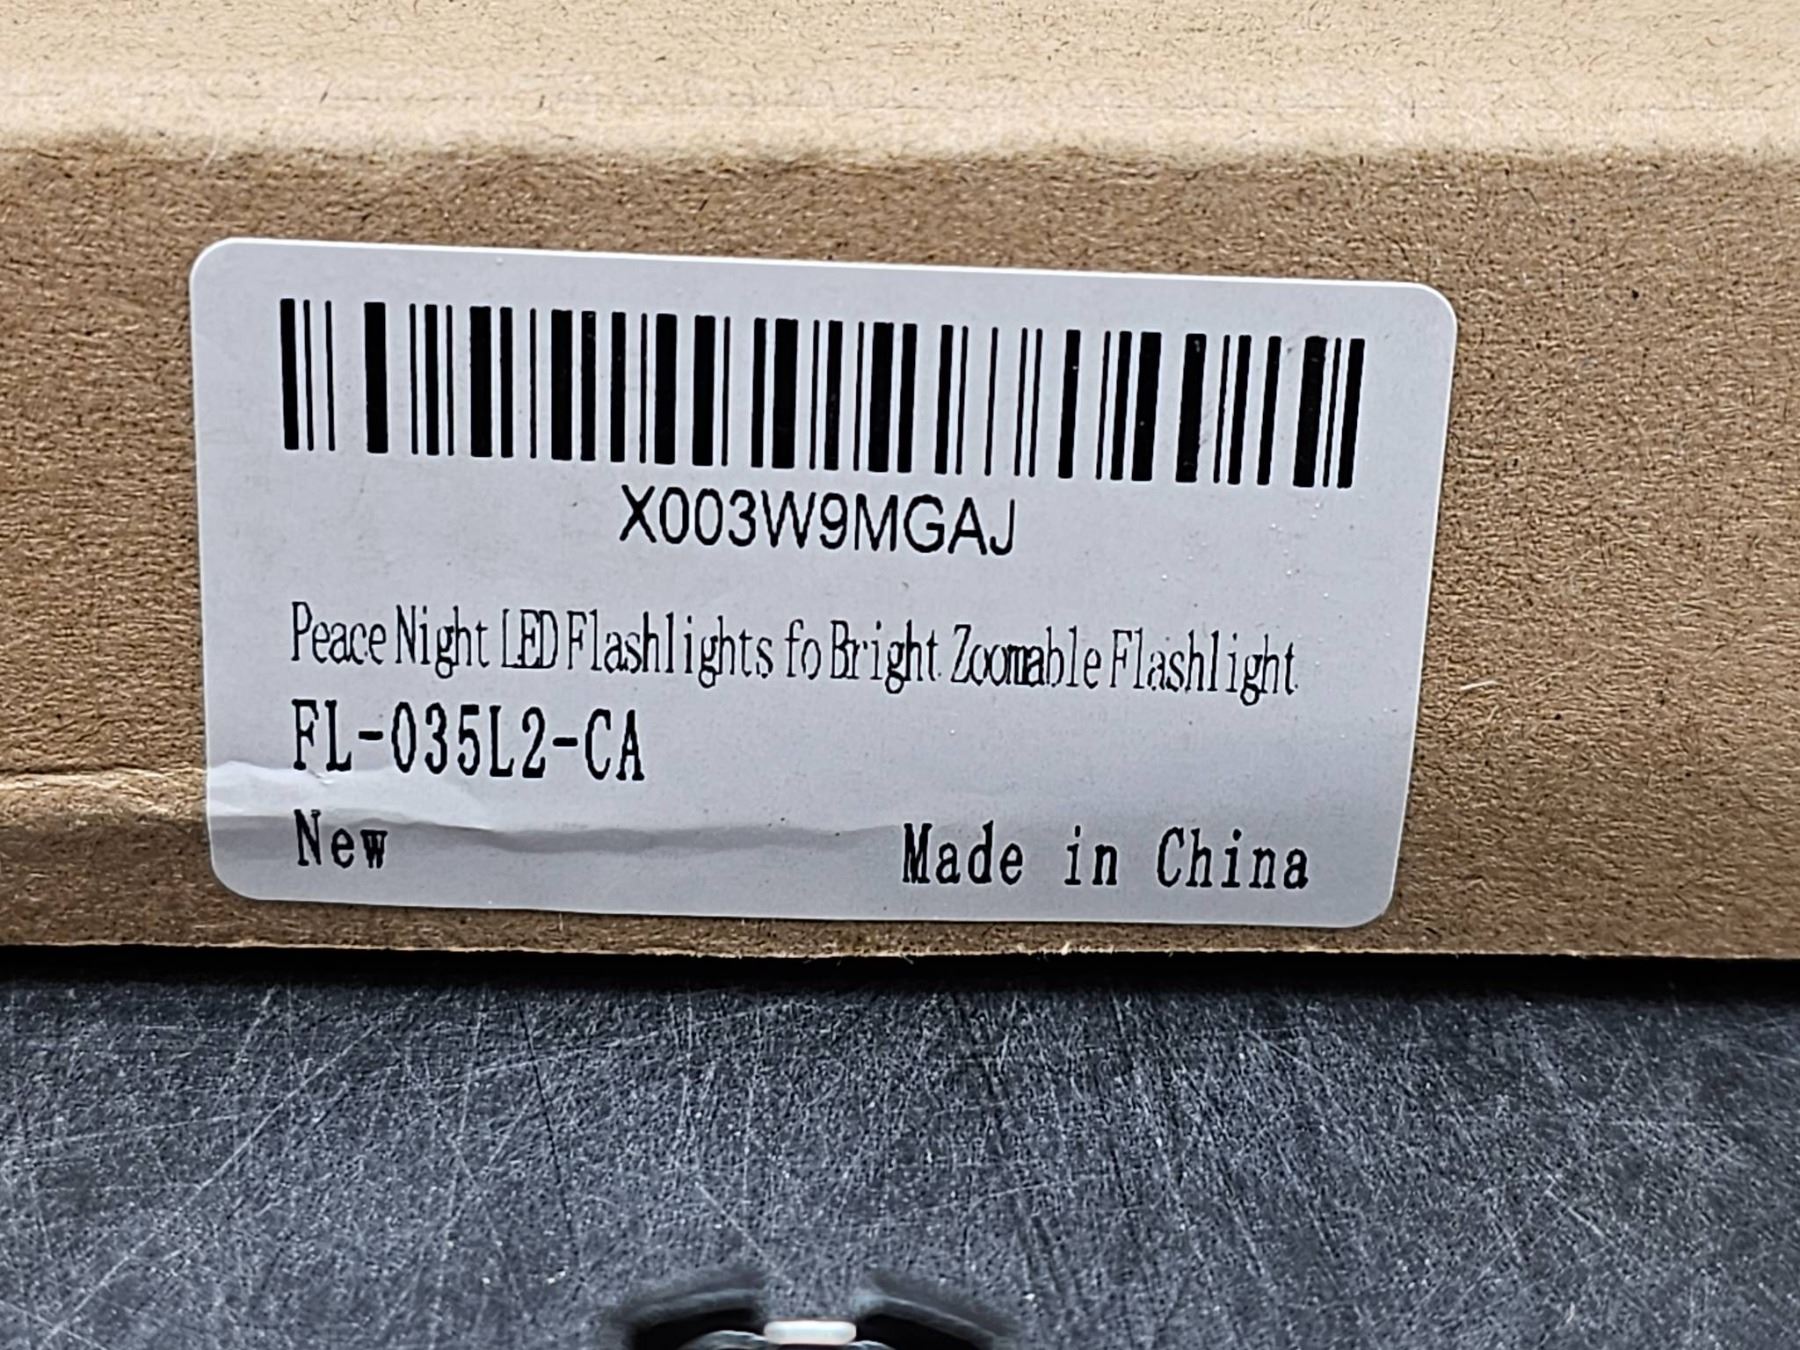 X003W9MGAJ
Peace Night LED Flashlights fo Bright Zoomable Flashlight
FL-035L2-CA
New
Made in China